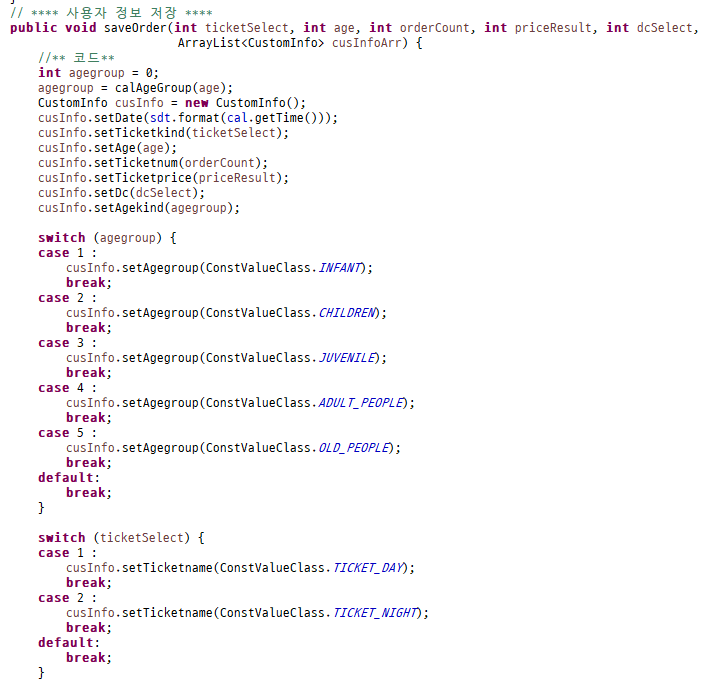 }
// **** 사용자 정보 저장 ****
public void saveOrder(int ticketSelect, int age, int orderCount, int priceResult, int dcSelect,
ArrayList<CustomInfo> cusInfoArr) {
//** 코드**
int agegroup = 0;
agegroup = calAgeGroup(age);
CustomInfo cusInfo = new CustomInfo();
cusInfo.setDate(sdt.format(cal.getTime()));
cusInfo.setTicketkind(ticketSelect);
cusInfo.setAge(age);
cusInfo.setTicketnum(orderCount);
cusInfo.setTicketprice(priceResult);
cusInfo.setDc(dcSelect);
cusInfo.setAgekind(agegroup);
switch (agegroup) {
case 1 :
cusInfo.setAgegroup(ConstValueClass.INFANT);
break;
case 2 :
cusInfo.setAgegroup(ConstValueClass.CHILDREN);
break;
case 3 :
cusInfo.setAgegroup(ConstValueClass.JUVENILE);
break;
case 4 :
cusInfo.setAgegroup(ConstValueClass.ADULT_PEOPLE);
break;
case 5 :
cusInfo.setAgegroup(ConstValueClass.OLD_PEOPLE);
break;
default:
break;
}
switch (ticketSelect) {
case 1 :
cusInfo.setTicketname(ConstValueClass.TICKET_DAY);
break;
case 2 :
cusInfo.setTicketname(ConstValueClass.TICKET_NIGHT);
break;
default:
break;
}